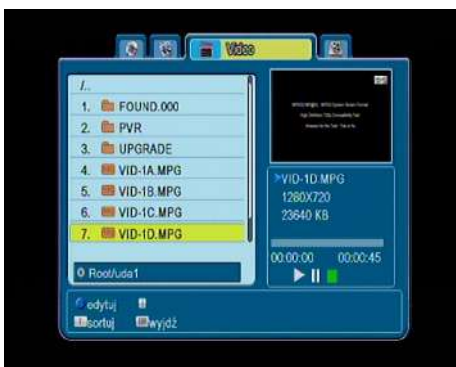 Video
/..
1. FOUND.000
2. PVR
3. UPGRADE
4. VID-1A.MPG
5. VID-1B.MPG
6. VID-1C.MPG
7. VID-1D.MPG
Root/uda1
VID-1D.MPG
1280X720
23640 KB
00:00:00 00:00:45
edytuj
sortuj wyjdź